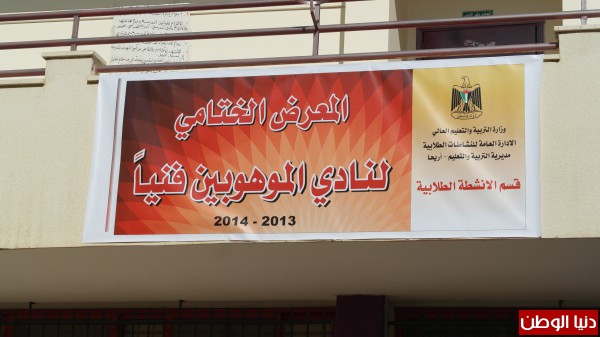 المعرض الختامي
لنادي الموهوبين فنياً
2014 - 2013
وزارة التربية والتعليم العالي
الادارة العامة للنشاطات الطلابية
مديرية التربية والتعليم - أريحا
قسم الانشطة الطلابية
دنيا الوطن